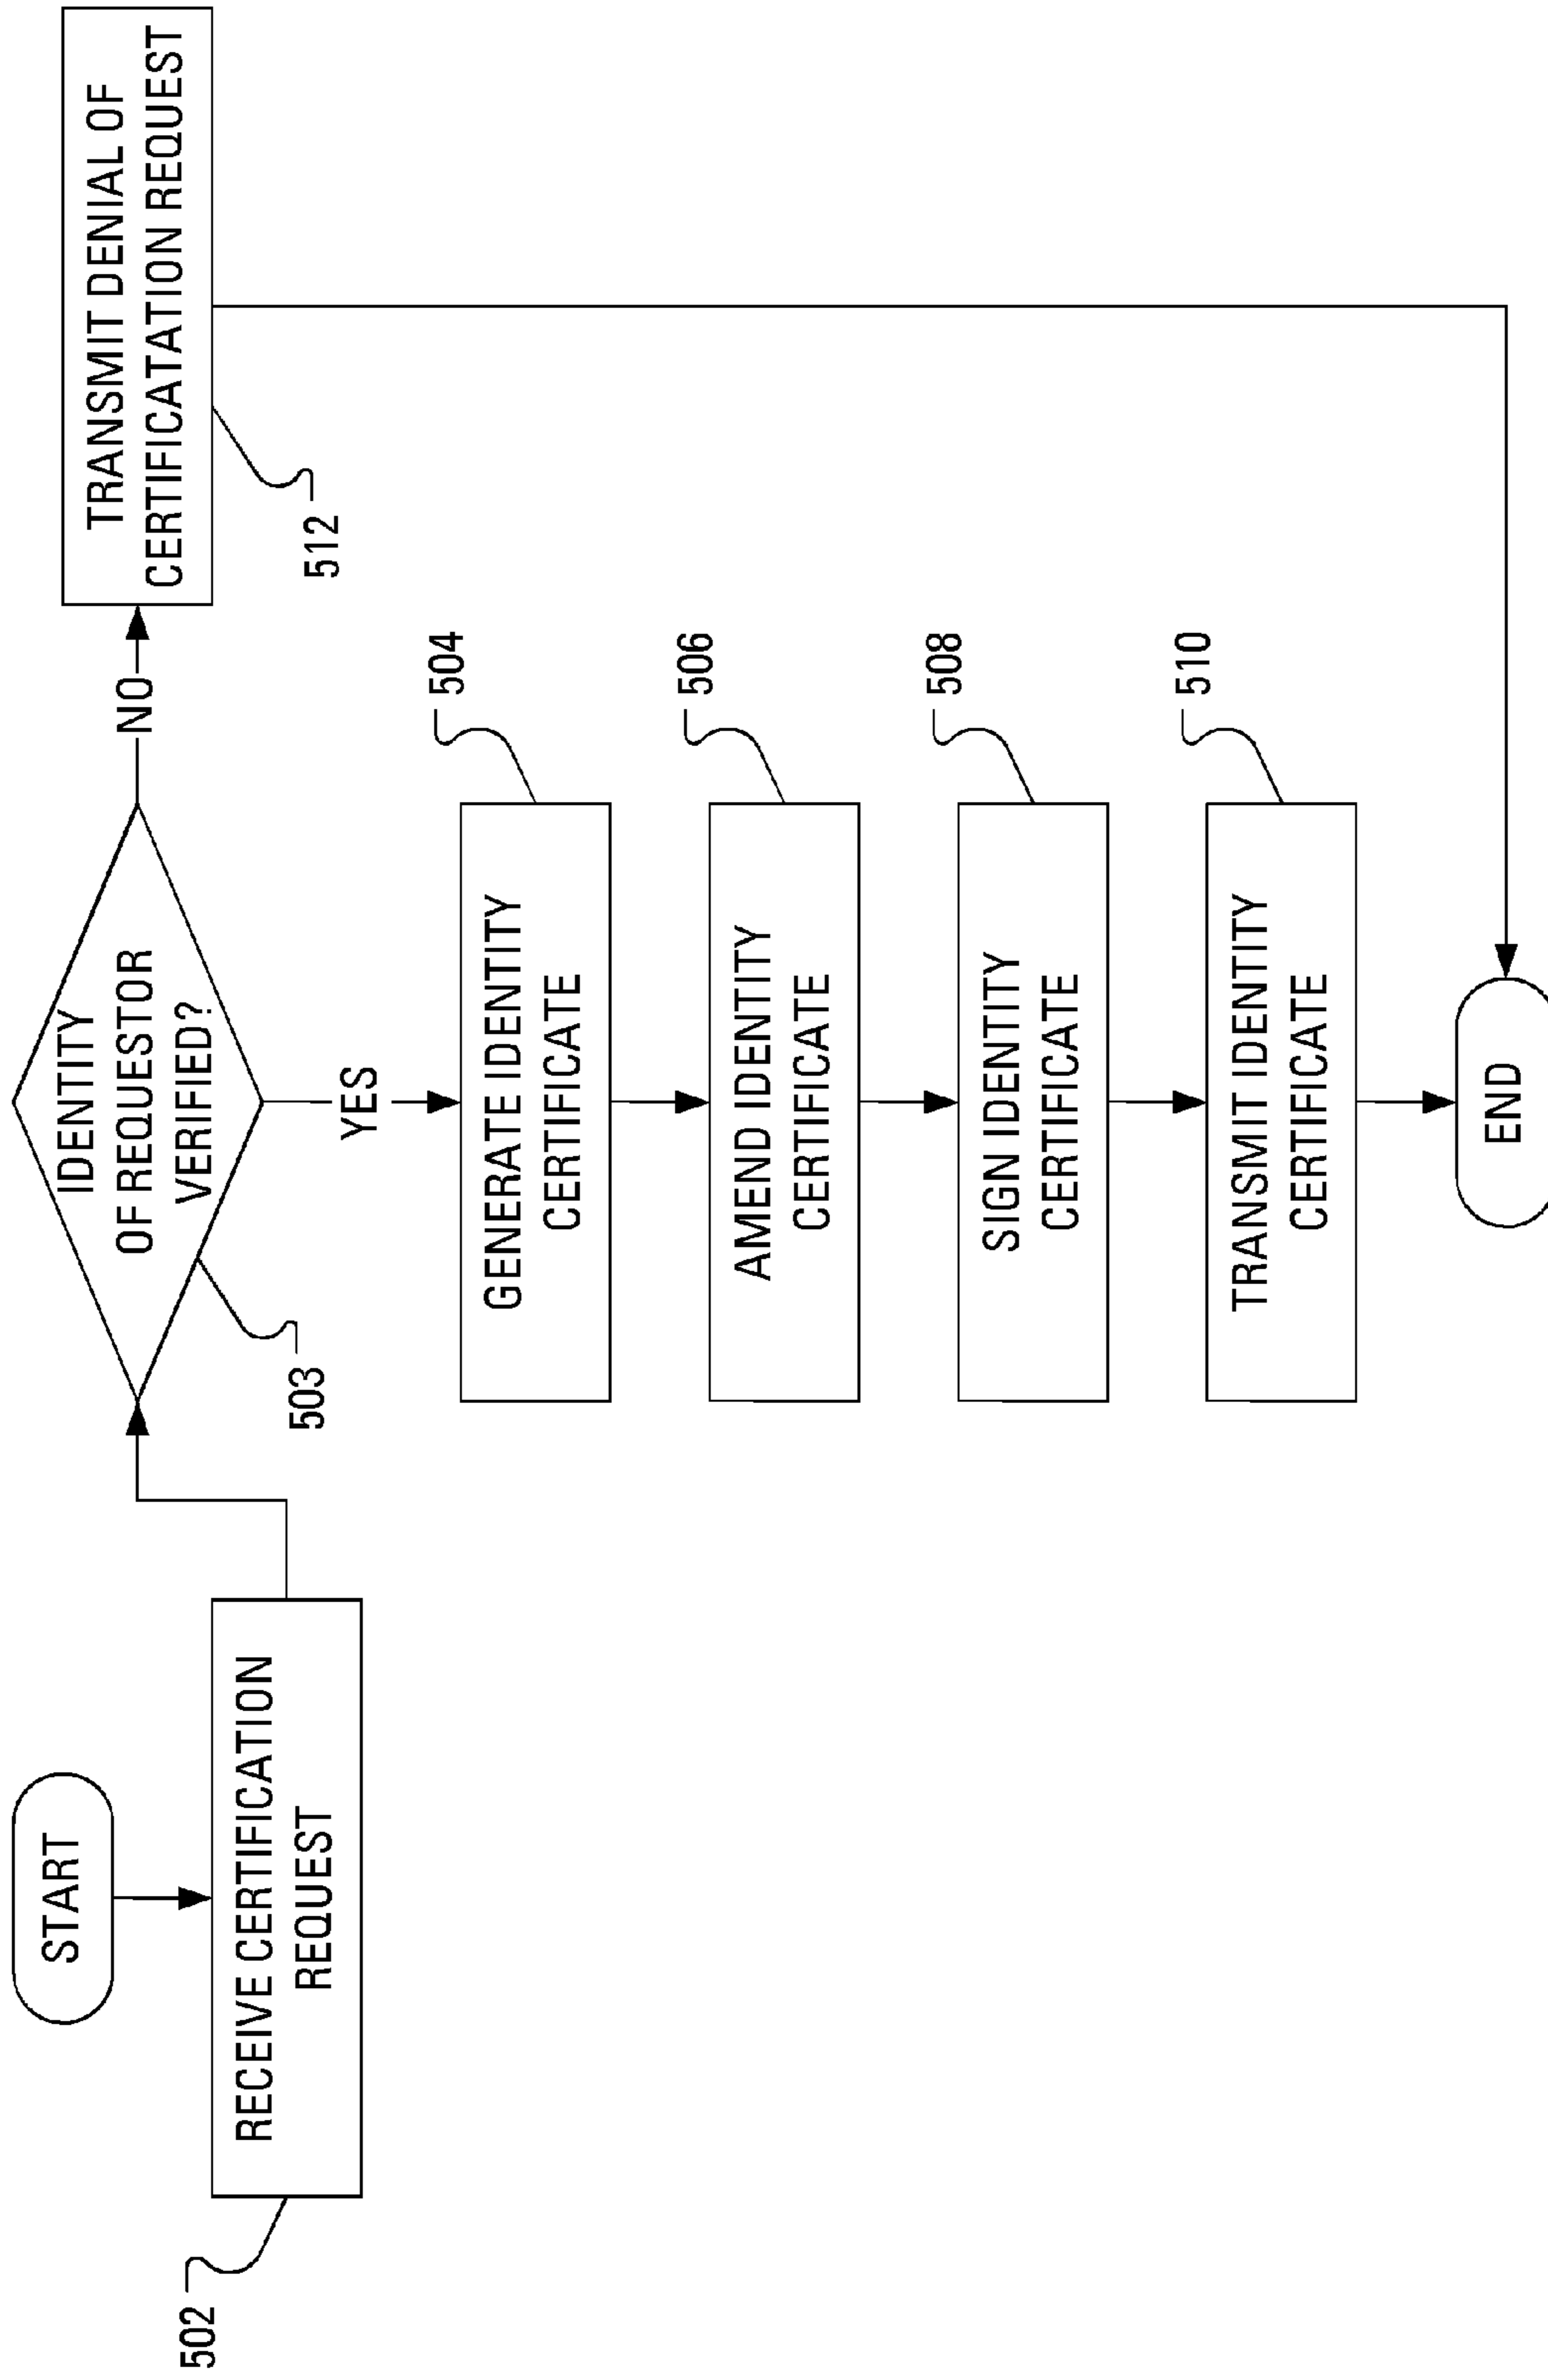 START
502
RECEIVE CERTIFICATION
REQUEST
IDENTITY
OF REQUESTOR
VERIFIED?
503
NO
TRANSMIT DENIAL OF
CERTIFICATATION REQUEST
512
YES
GENERATE IDENTITY
CERTIFICATE
504
AMEND IDENTITY
CERTIFICATE
506
SIGN IDENTITY
CERTIFICATE
508
TRANSMIT IDENTITY
CERTIFICATE
510
END